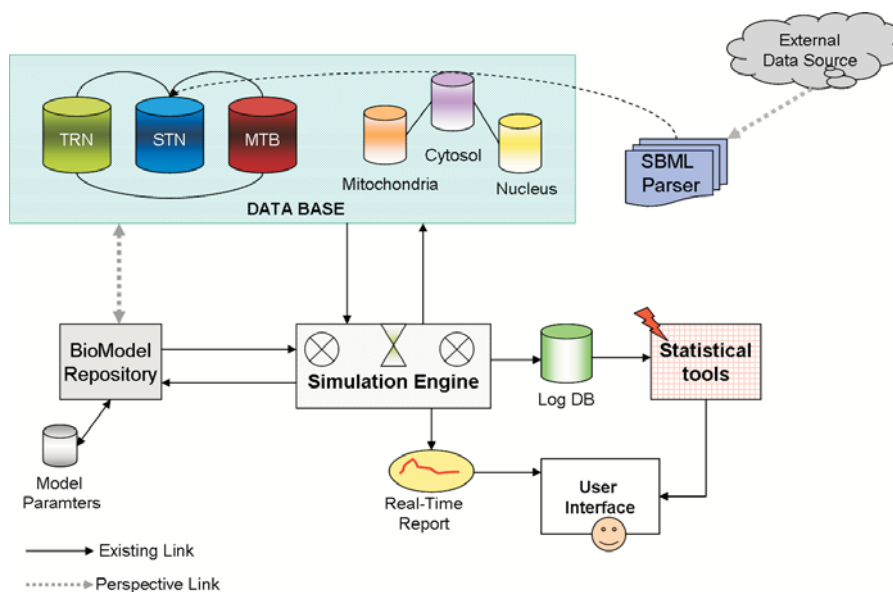 External
Data Source
TRN
STN
MTB
Cytosol
Mitochondria
Nucleus
SBML
Parser
DATA BASE
BioModel
Repository
Simulation Engine
Statistical
tools
Log DB
Model
Paramters
Real-Time
Report
User
Interface
Existing Link
Perspective Link